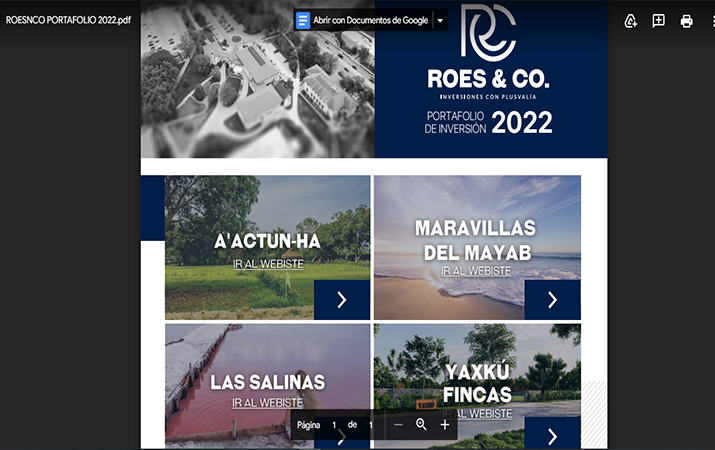 ROESNCO PORTAFOLIO 2022.pdf
Abrir con Documentos de Google
RC
ROES & CO.
INVERSIONES CON PLUSVALÍA
PORTAFOLIO
DE INVERSIÓN
2022
A'ACTUN-HA
IR AL WEBISTE
MARAVILLAS
DEL MAYAB
IR AL WEBISTE
LAS SALINAS
IR AL WEBISTE
YAXKÚ
FINCAS
AL WEBISTE
Página 1 de 1